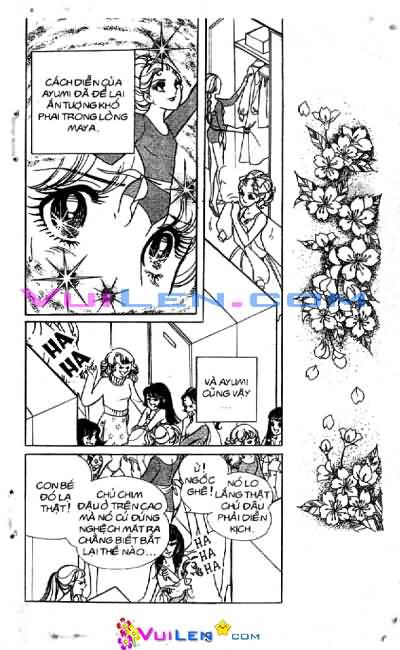 CÁCH DIỄN CỦA
AYUMI ĐÃ ĐỂ LẠI
ẤN TƯỢNG KHÓ
PHAI TRONG LÒNG
MAYA.
VuiLen.com
HA
HA
VÀ AYUMI
CŨNG VẬY
...
CON BÉ
ĐÓ LẠ
THẬT!
CHÚ CHIM
ĐẬU Ở TRÊN CAO
MÀ NÓ CỨ ĐỨNG
NGHỆCH MẶT RA
CHẲNG BIẾT BẮT
LẠI THẾ NÀO...
Ừ!
NGỐC
GHÊ!
NÓ LO
LẮNG THẬT
CHỨ ĐÂU
PHẢI DIỄN
KỊCH.
HA
HA
HA
VuiLen.com